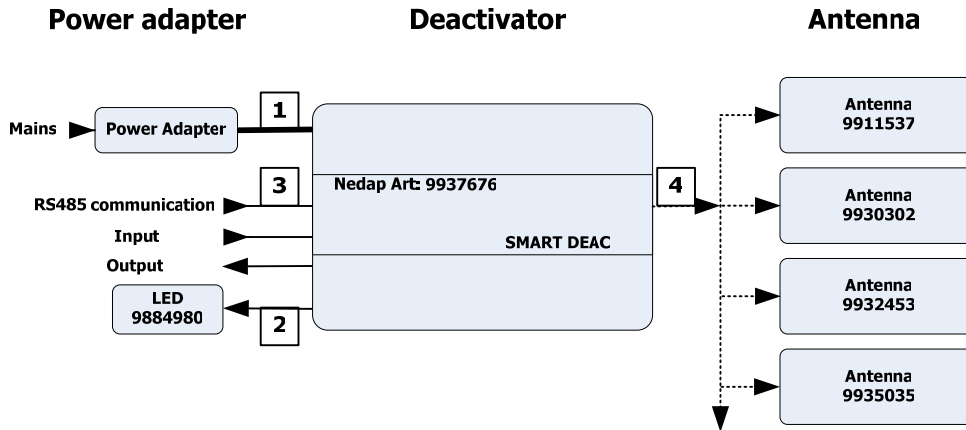 Power adapter
Deactivator
Antenna
Mains
Power Adapter
1
3
RS485 communication
Input
Output
LED
9884980
2
Nedap Art: 9937676
SMART DEAC
4
Antenna
9911537
Antenna
9930302
Antenna
9932453
Antenna
9935035